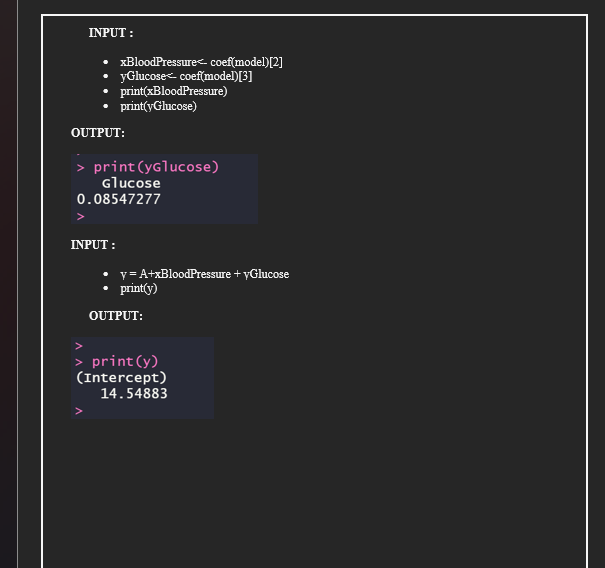 INPUT :
• xBloodPressure<- coef(model)[2]
• yGlucose<- coef(model)[3]
• print(xBloodPressure)
• print(yGlucose)
OUTPUT:
> print(yGlucose)
Glucose
0.08547277
>
INPUT :
• y = A+xBloodPressure + yGlucose
• print(y)
OUTPUT:
>
> print(y)
(Intercept)
14.54883
>